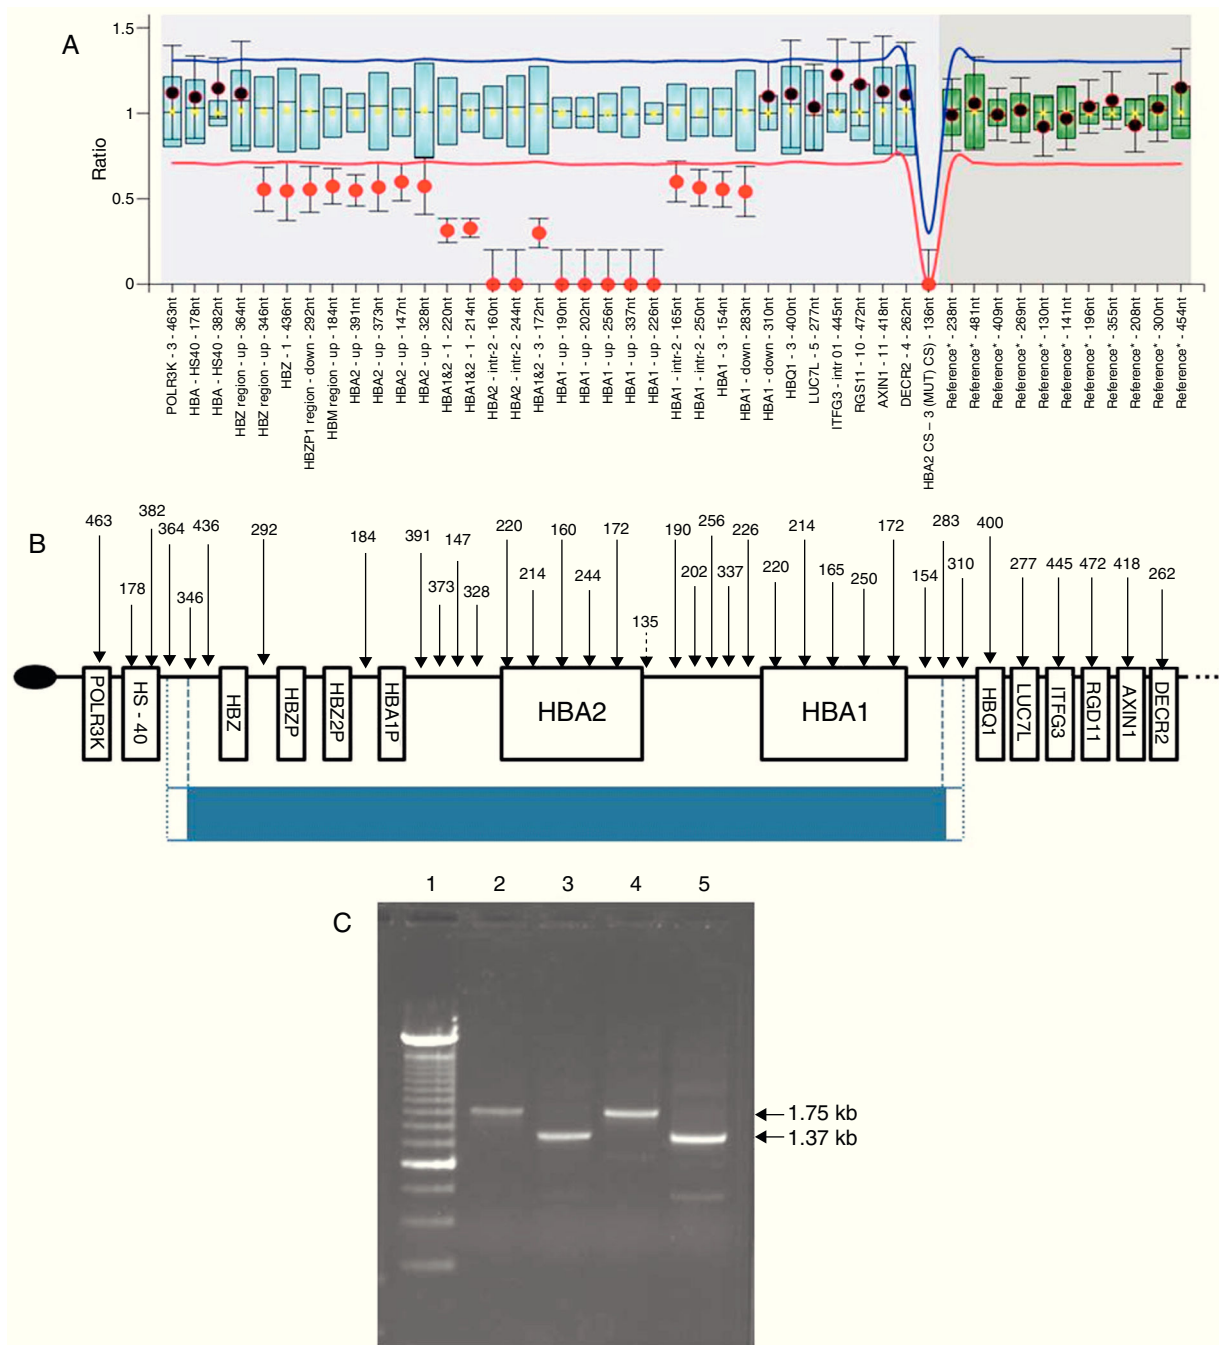 A
1.5
1
0.5
0
Ratio
POLR3K - 3 - 463nt
HBA - HS40 - 178nt
HBA - HS40 - 382nt
HBZ region - up - 364nt
HBZ region - up - 346nt
HBZ - 1 - 436nt
HBZP1 region - down - 292nt
HBM region - up - 184nt
HBA2 - up - 391nt
HBA2 - up - 373nt
HBA2 - up - 147nt
HBA2 - up - 328nt
HBA1&2 - 1 - 220nt
HBA1&2 - 1 - 214nt
HBA2 - intr-2 - 160nt
HBA2 - intr-2 - 244nt
HBA1&2 - 3 - 172nt
HBA1 - up - 190nt
HBA1 - up - 202nt
HBA1 - up - 256nt
HBA1 - up - 337nt
HBA1 - up - 226nt
HBA1 - intr-2 - 165nt
HBA1 - intr-2 - 250nt
HBA1 - 3 - 154nt
HBA1 - down - 283nt
HBA1 - down - 310nt
HBQ1 - 3 - 400nt
LUC7L - 5 - 277nt
ITFG3 - intr 01 - 445nt
RGS11 - 10 - 472nt
AXIN1 - 11 - 418nt
DECR2 - 4 - 262nt
HBA2 CS – 3 (MUT) CS) - 136nt
Reference* - 238nt
Reference* - 481nt
Reference* - 409nt
Reference* - 269nt
Reference* - 130nt
Reference* - 141nt
Reference* - 196nt
Reference* - 355nt
Reference* - 208nt
Reference* - 300nt
Reference* - 454nt
B
463 178 382 364 346 436 292 184 391 373 147 328 220 214 160 244 172 135 190 202 256 337 226 220 214 165 250 172 154 283 310 400 277 445 472 418 262
POLR3K HS - 40 HBZ HBZP HBZ2P HBA1P HBA2 HBA1 HBQ1 LUC7L ITFG3 RGD11 AXIN1 DECR2
C
1 2 3 4 5
1.75 kb
1.37 kb